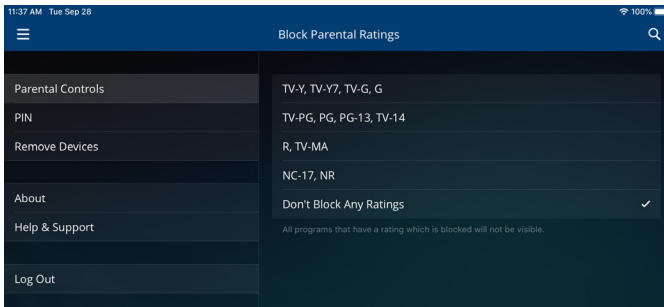 11:37 AM Tue Sep 28
100%
Block Parental Ratings
Parental Controls
PIN
Remove Devices
About
Help & Support
Log Out
TV-Y, TV-Y7, TV-G, G
TV-PG, PG, PG-13, TV-14
R, TV-MA
NC-17, NR
Don't Block Any Ratings
All programs that have a rating which is blocked will not be visible.